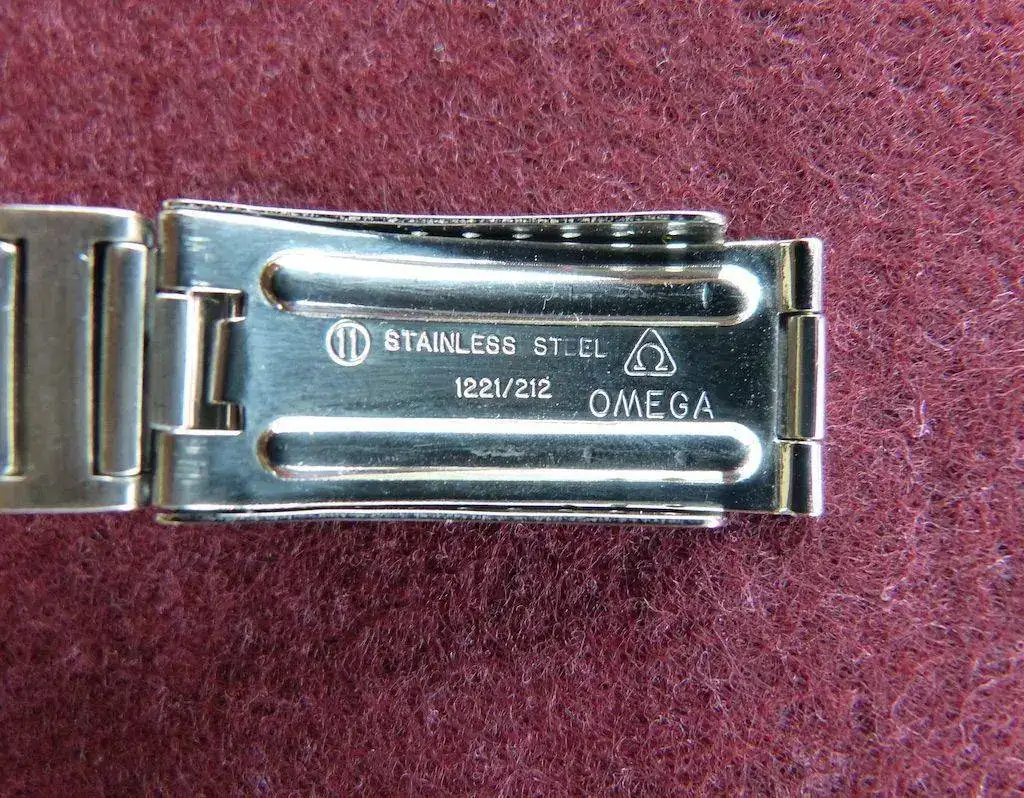 ⑪ STAINLESS STEEL
1221/212
Ω
OMEGA